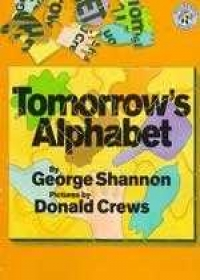 Tomorrow's
Alphabet
By
George Shannon
Pictures by
Donald Crews